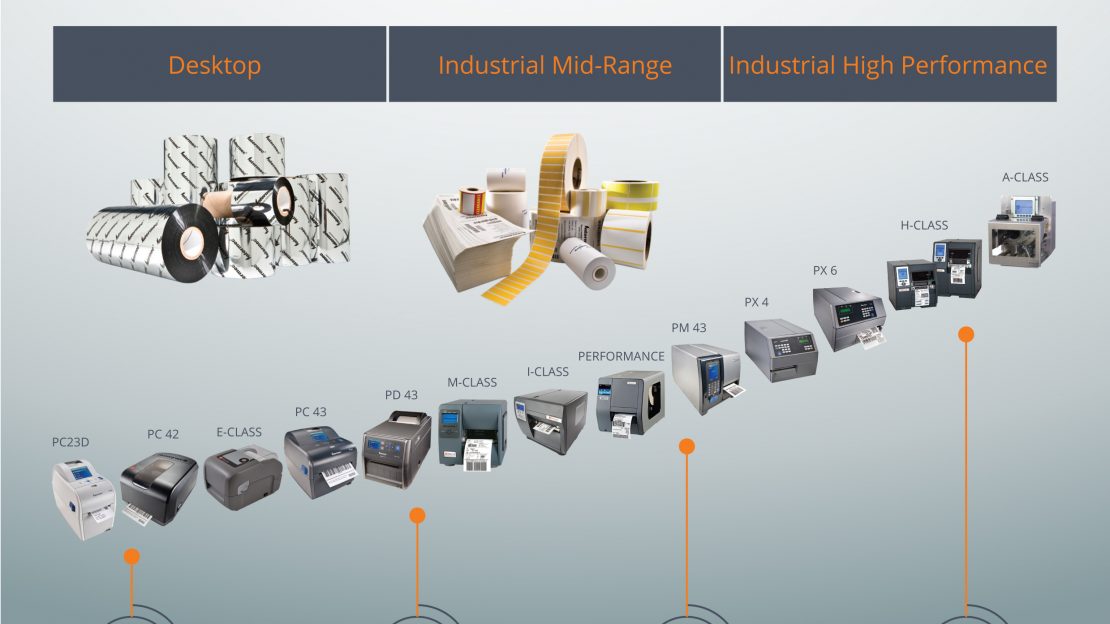 Desktop
Industrial Mid-Range
Industrial High Performance
A-CLASS
H-CLASS
PX 6
PX 4
PM 43
PERFORMANCE
I-CLASS
M-CLASS
PD 43
PC 43
E-CLASS
PC 42
PC23D